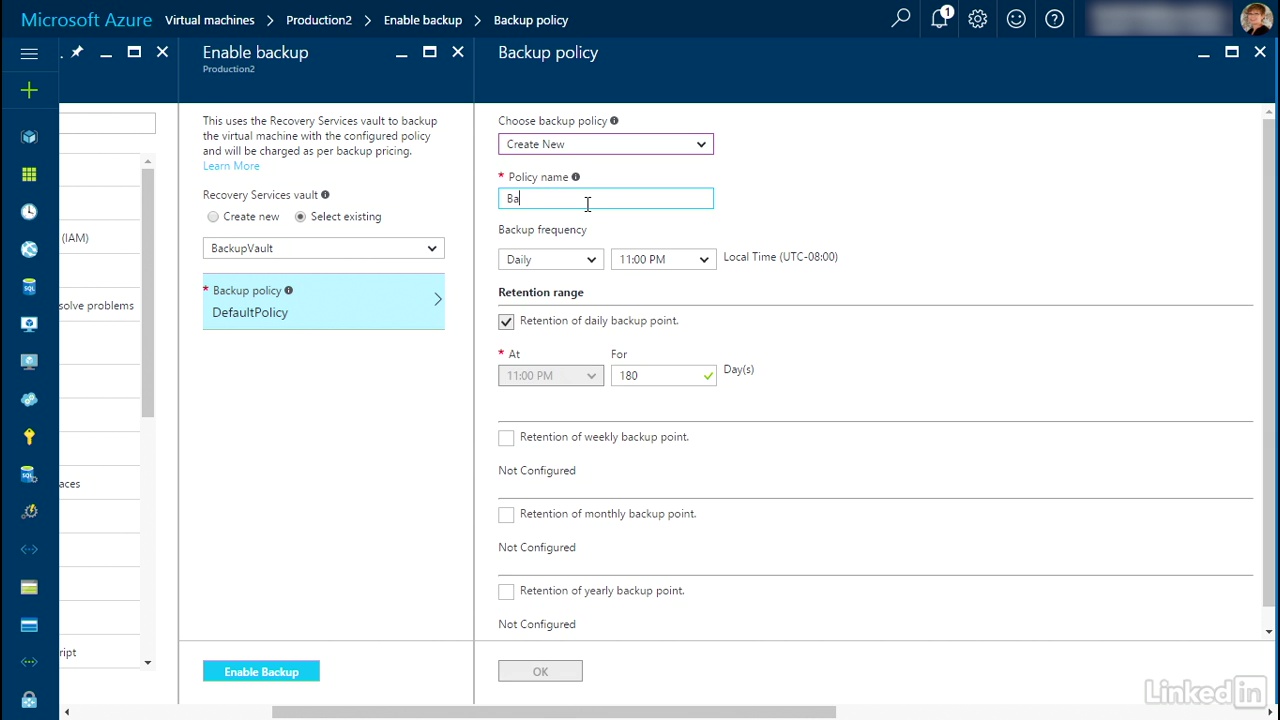 Microsoft Azure Virtual machines > Production2 > Enable backup > Backup policy
1
Enable backup
Production2
This uses the Recovery Services vault to backup
the virtual machine with the configured policy
and will be charged as per backup pricing.
Learn More
Recovery Services vault
Create new Select existing
BackupVault
* Backup policy
DefaultPolicy
Enable Backup
(IAM)
solve problems
aces
ript
Backup policy
Choose backup policy
Create New
* Policy name
Ba
Backup frequency
Daily 11:00 PM Local Time (UTC-08:00)
Retention range
Retention of daily backup point.
* At For
11:00 PM 180 Day(s)
Retention of weekly backup point.
Not Configured
Retention of monthly backup point.
Not Configured
Retention of yearly backup point.
Not Configured
OK
LinkedIn